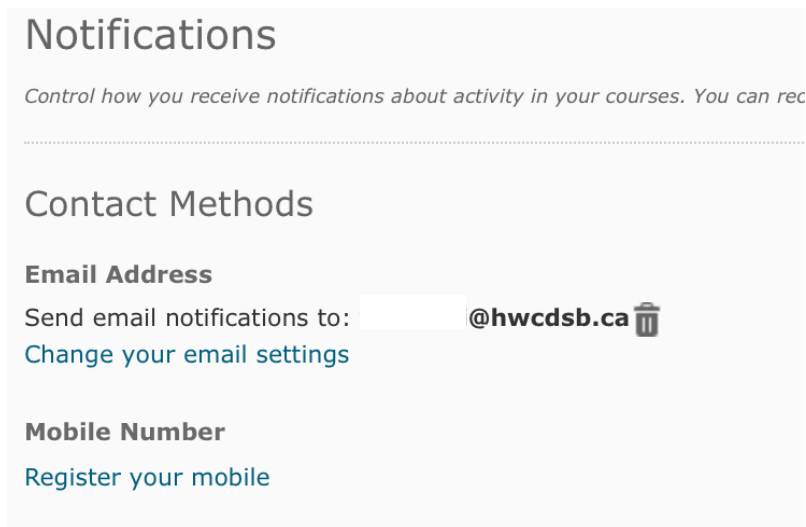 Notifications
Control how you receive notifications about activity in your courses. You can rec
Contact Methods
Email Address
Send email notifications to: @hwcdsb.ca
Change your email settings
Mobile Number
Register your mobile